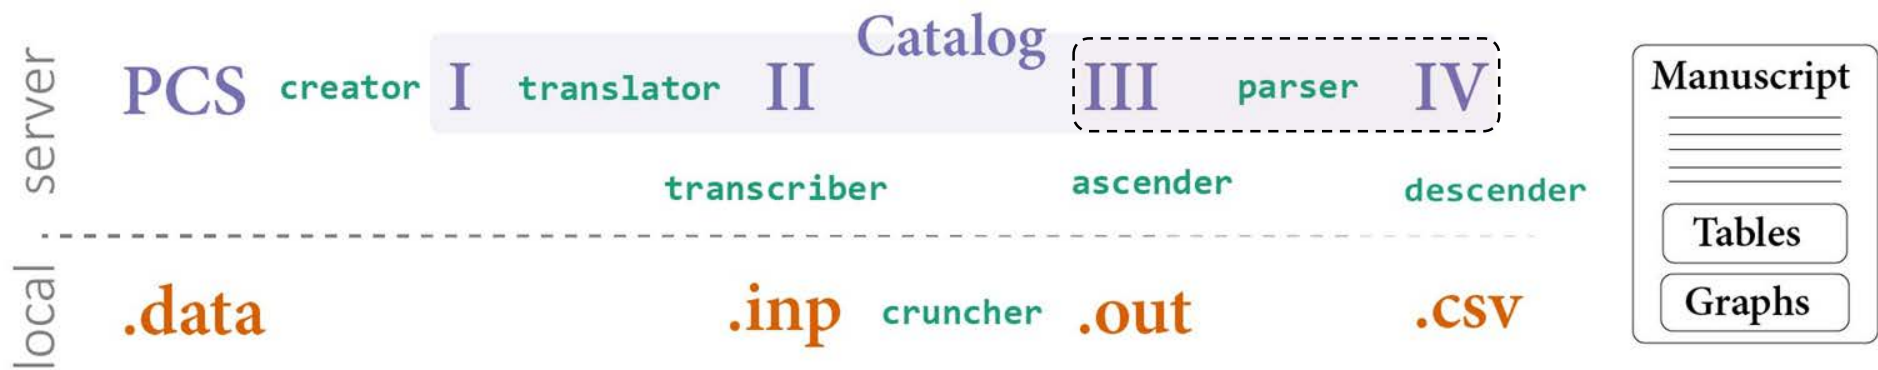 server
PCS creator I translator II Catalog III parser IV
transcriber ascender descender
local
.data .inp cruncher .out .csv
Manuscript
Tables
Graphs